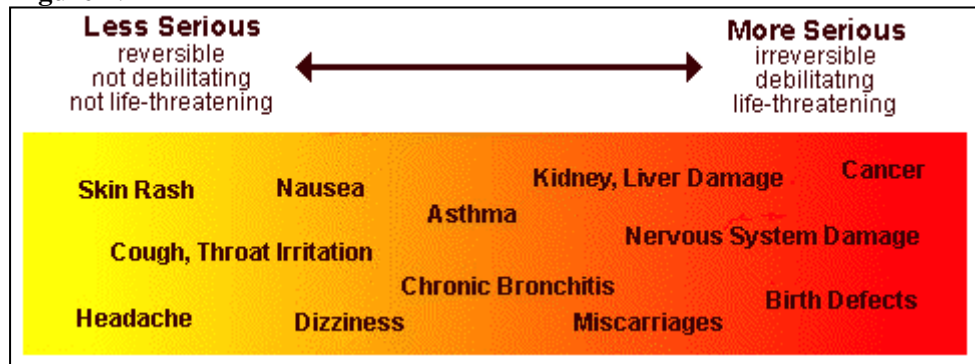 Less Serious
reversible
not debilitating
not life-threatening
More Serious
irreversible
debilitating
life-threatening
Skin Rash
Nausea
Kidney, Liver Damage
Cancer
Asthma
Cough, Throat Irritation
Nervous System Damage
Chronic Bronchitis
Birth Defects
Headache
Dizziness
Miscarriages